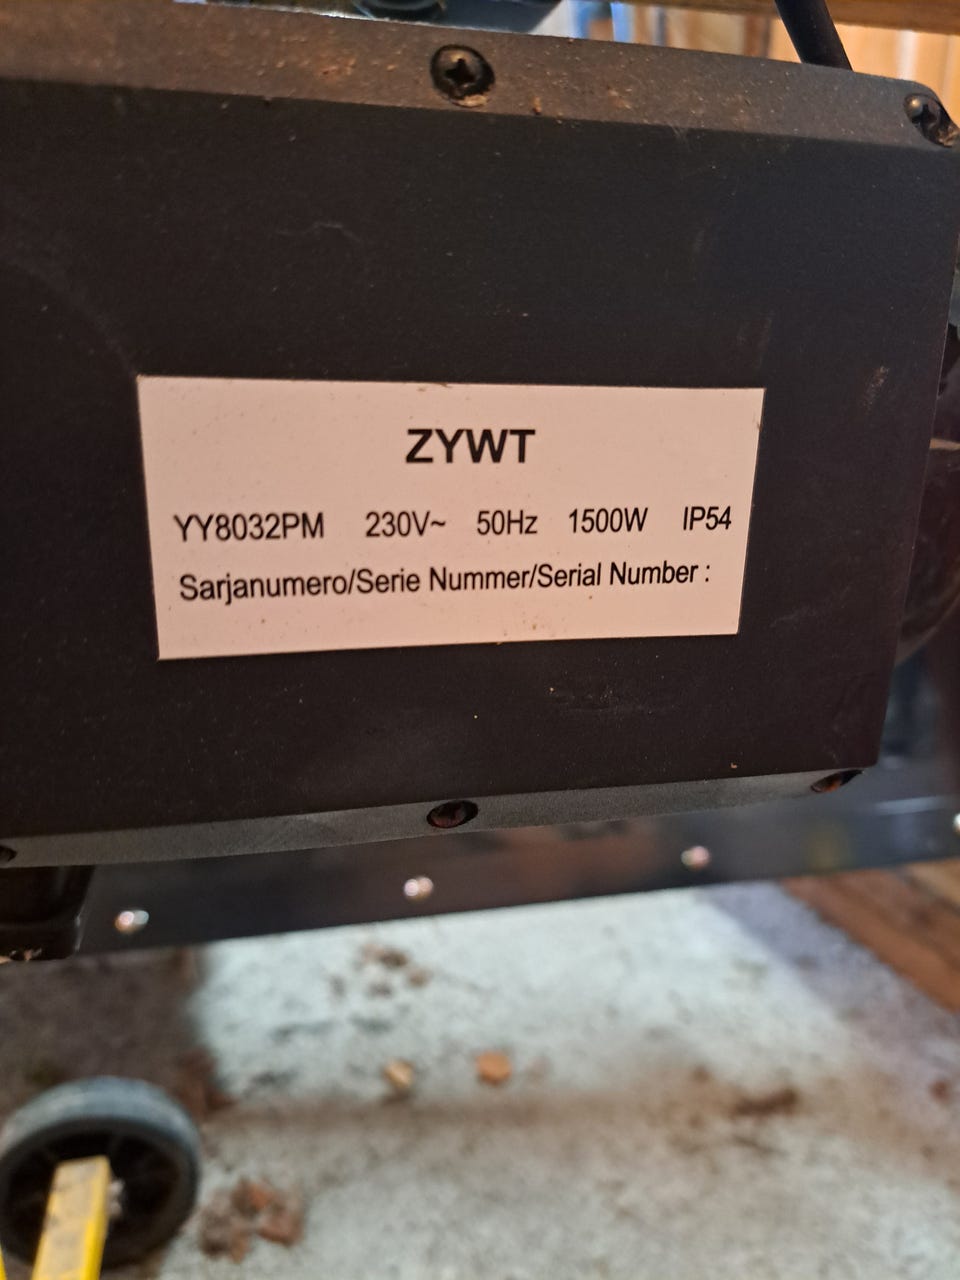 ZYWT
YY8032PM 230V~ 50Hz 1500W IP54
Sarjanumero/Serie Nummer/Serial Number :